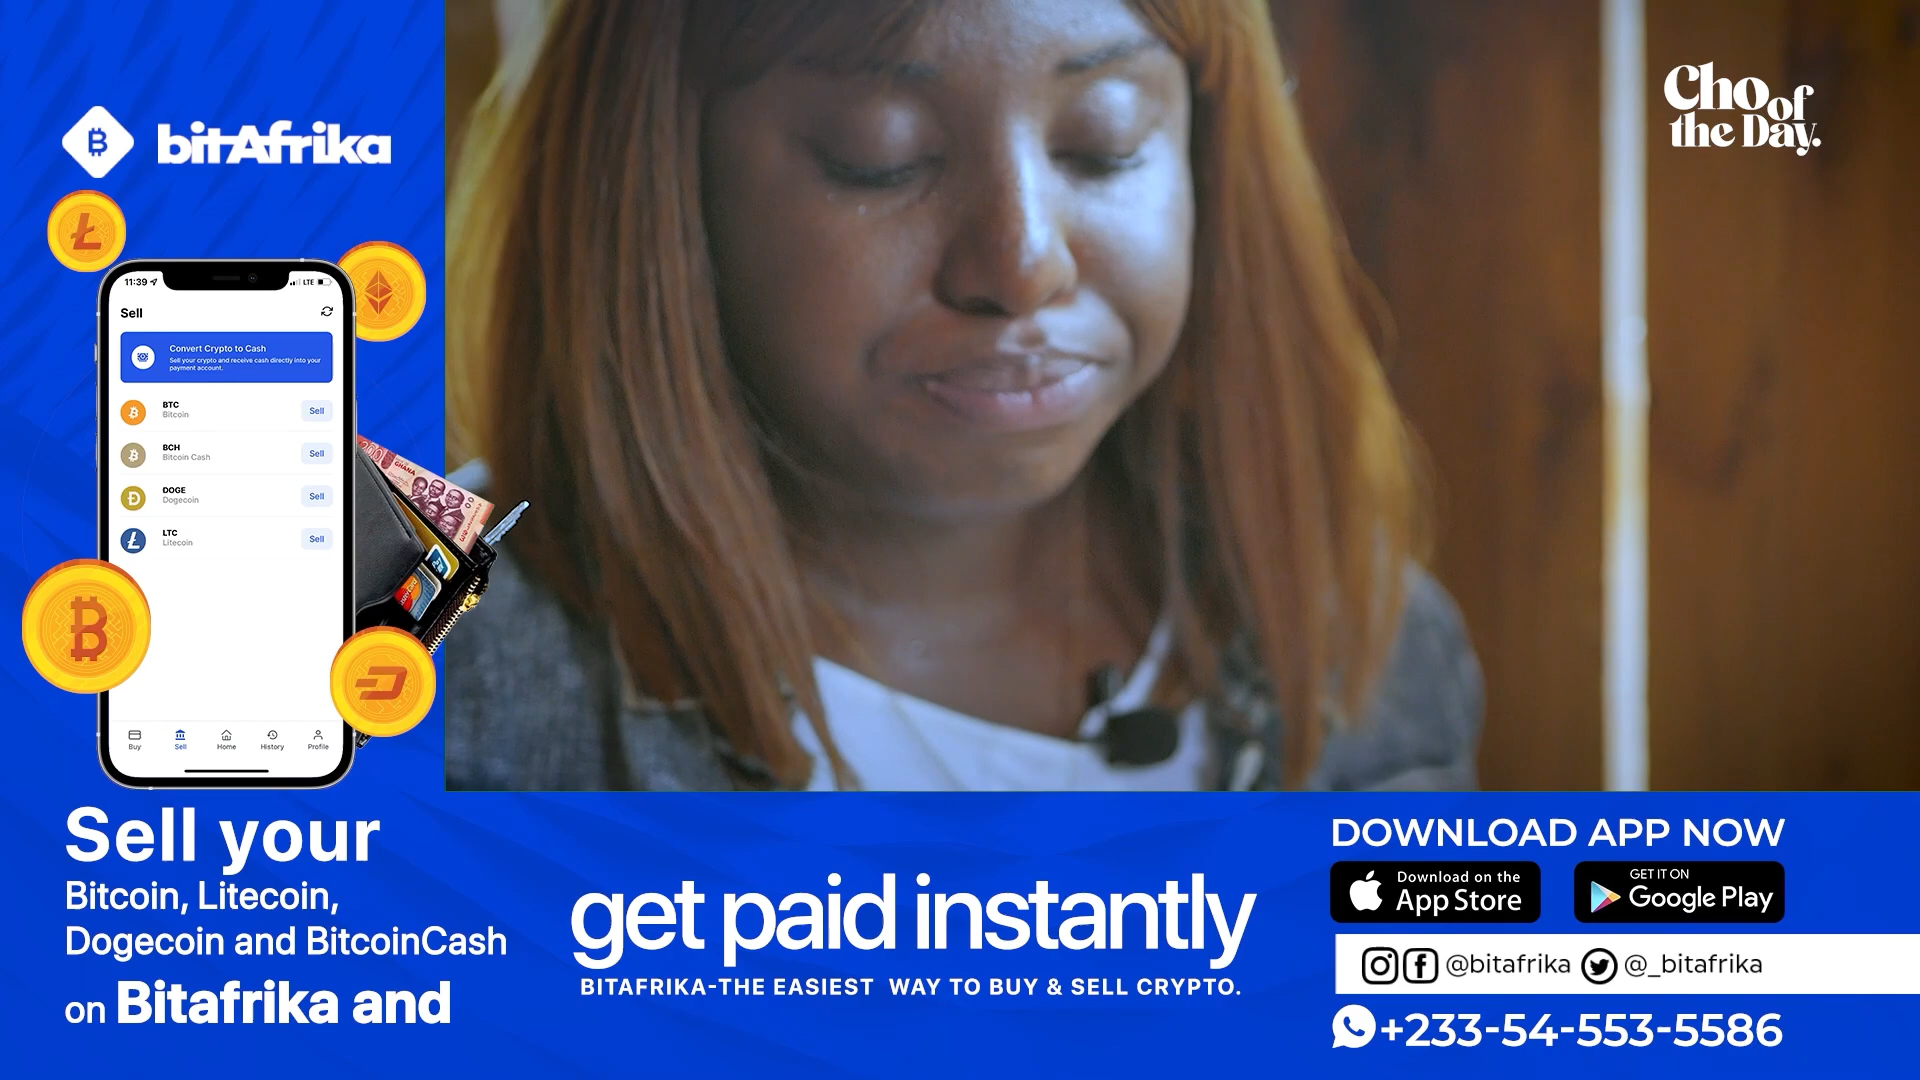 bitAfrika
Cho of
the Day.
11:39
LTE
Sell
Convert Crypto to Cash
Sell your crypto and receive cash directly into your
payment account.
BTC
Bitcoin
Sell
BCH
Bitcoin Cash
Sell
DOGE
Dogecoin
Sell
LTC
Litecoin
Sell
GHANA
Buy
Sell
Home
History
Profile
Sell your
Bitcoin, Litecoin,
Dogecoin and BitcoinCash
on Bitafrika and
get paid instantly
BITAFRIKA-THE EASIEST WAY TO BUY & SELL CRYPTO.
DOWNLOAD APP NOW
Download on the
App Store
GET IT ON
Google Play
@bitafrika
@_bitafrika
+233-54-553-5586